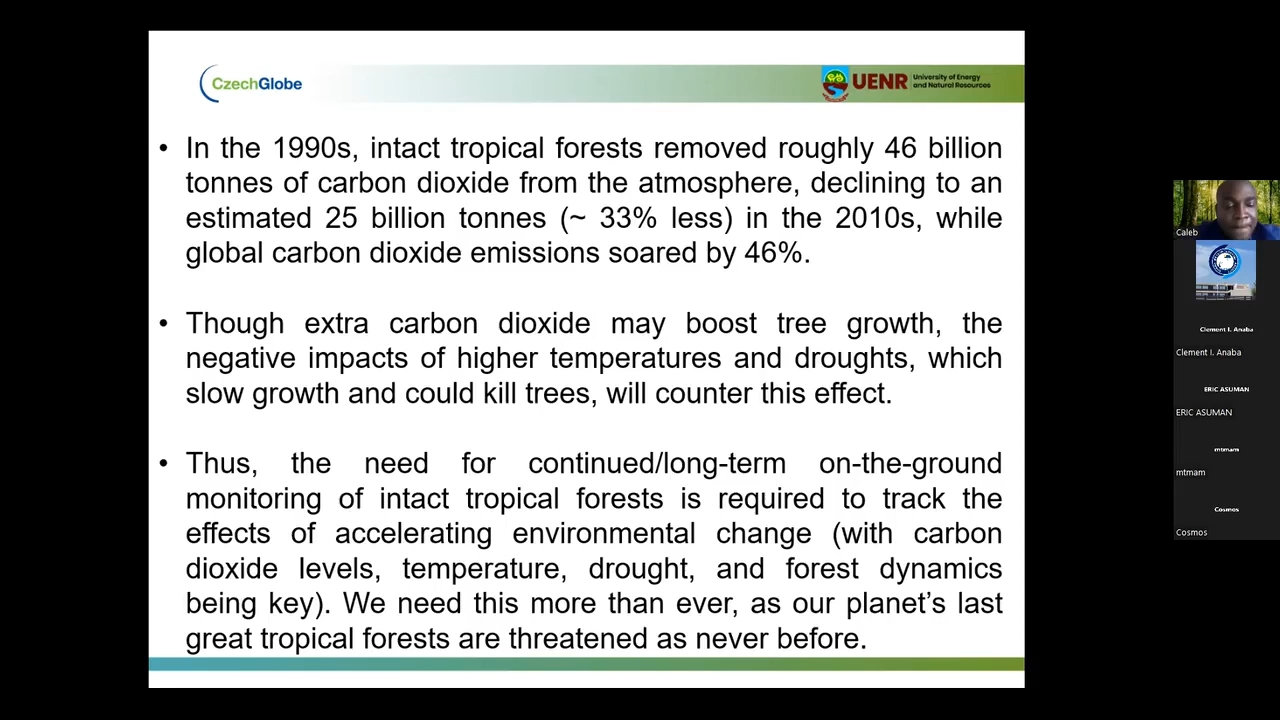 CzechGlobe
UENR
University of Energy
and Natural Resources
• In the 1990s, intact tropical forests removed roughly 46 billion
tonnes of carbon dioxide from the atmosphere, declining to an
estimated 25 billion tonnes (~ 33% less) in the 2010s, while
global carbon dioxide emissions soared by 46%.
• Though extra carbon dioxide may boost tree growth, the
negative impacts of higher temperatures and droughts, which
slow growth and could kill trees, will counter this effect.
• Thus, the need for continued/long-term on-the-ground
monitoring of intact tropical forests is required to track the
effects of accelerating environmental change (with carbon
dioxide levels, temperature, drought, and forest dynamics
being key). We need this more than ever, as our planet’s last
great tropical forests are threatened as never before.
Caleb
Clement I. Anaba
Clement I. Anaba
ERIC ASUMAN
ERIC ASUMAN
mtmam
mtmam
Cosmos
Cosmos